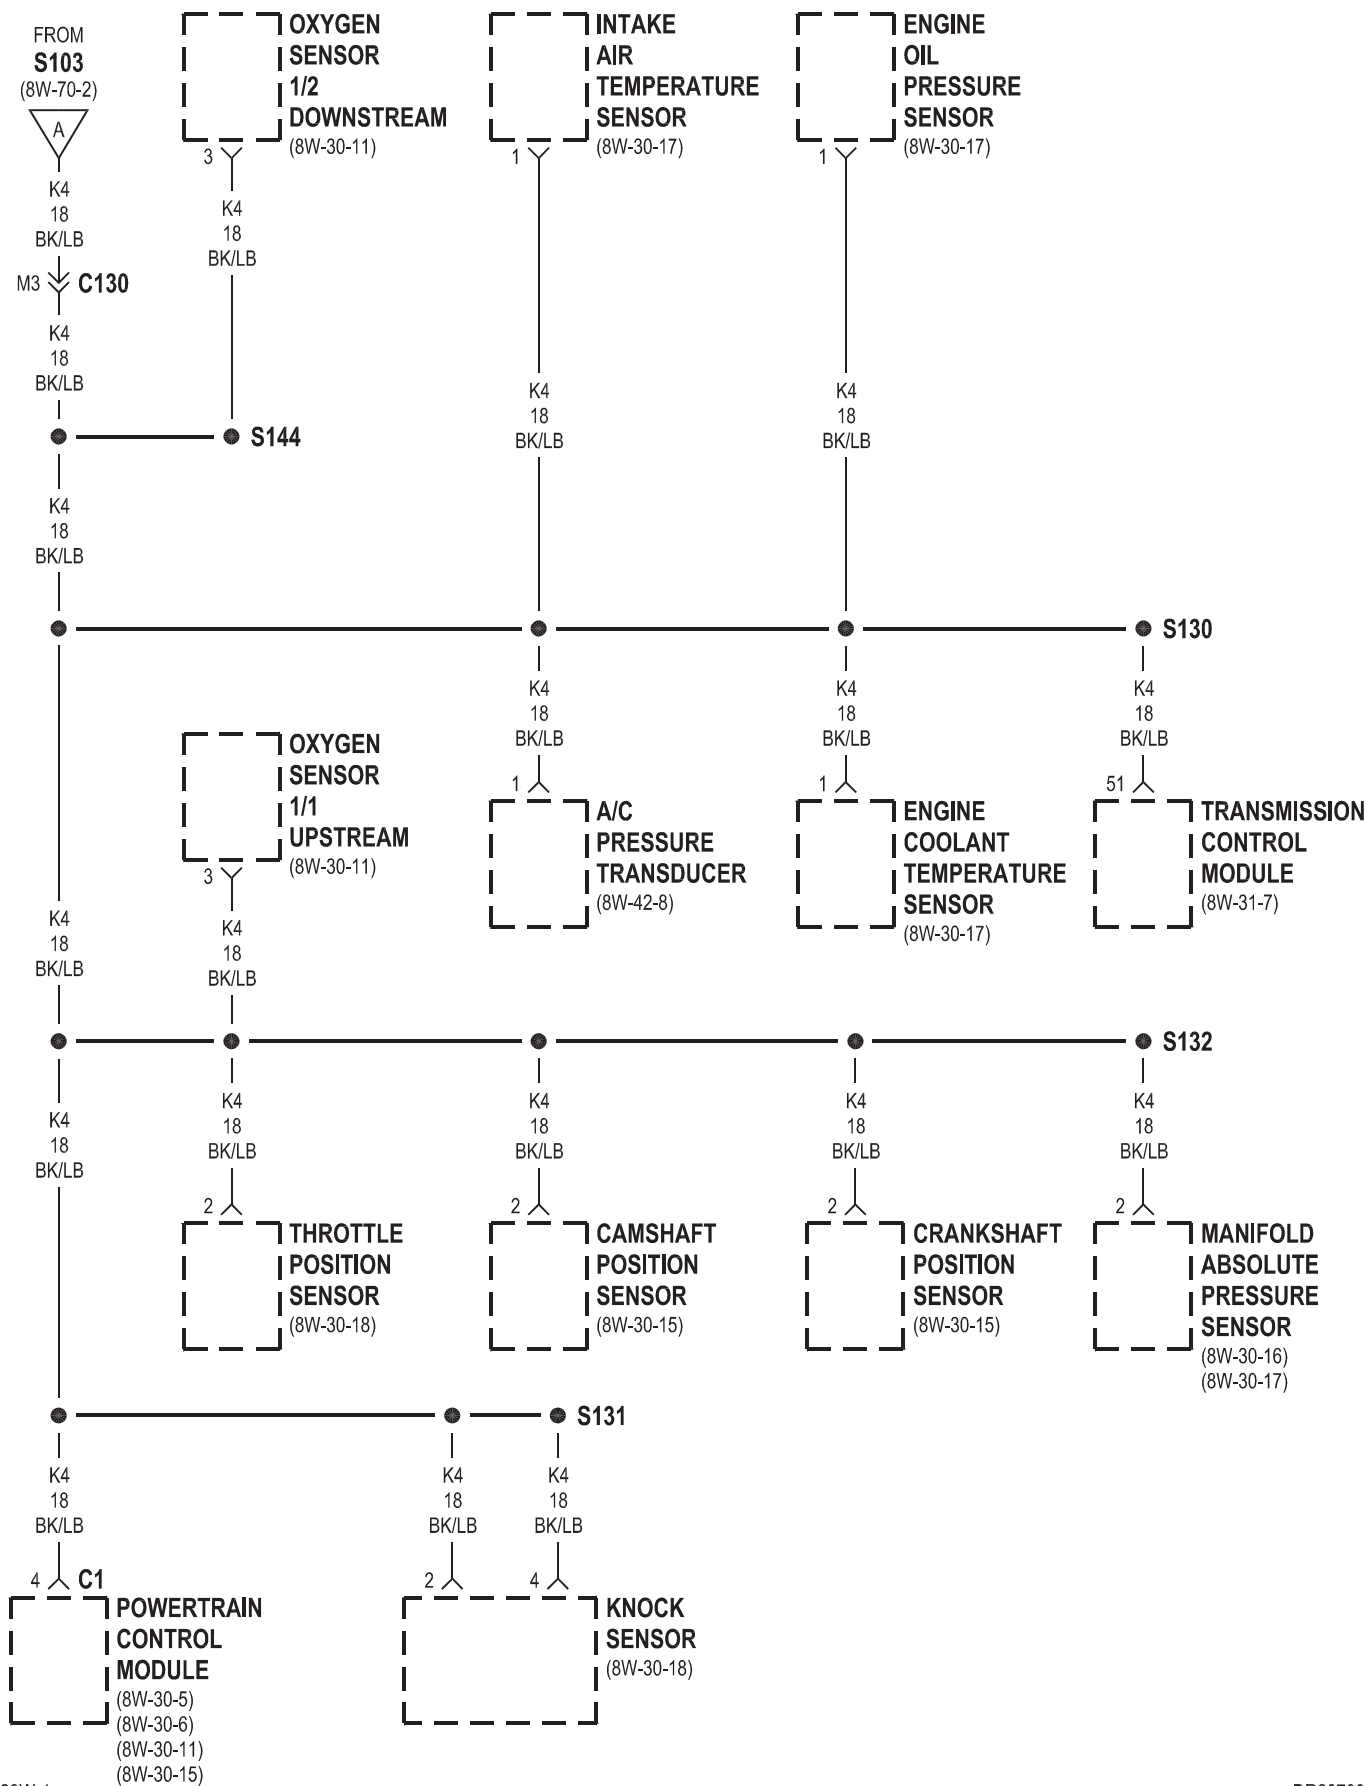 FROM
S103
(8W-70-2)
A
K4
18
BK/LB
M3
C130
K4
18
BK/LB
OXYGEN
SENSOR
1/2
DOWNSTREAM
(8W-30-11)
3
K4
18
BK/LB
S144
INTAKE
AIR
TEMPERATURE
SENSOR
(8W-30-17)
1
K4
18
BK/LB
ENGINE
OIL
PRESSURE
SENSOR
(8W-30-17)
1
K4
18
BK/LB
K4
18
BK/LB
S130
K4
18
BK/LB
1
A/C
PRESSURE
TRANSDUCER
(8W-42-8)
K4
18
BK/LB
1
ENGINE
COOLANT
TEMPERATURE
SENSOR
(8W-30-17)
K4
18
BK/LB
51
TRANSMISSION
CONTROL
MODULE
(8W-31-7)
OXYGEN
SENSOR
1/1
UPSTREAM
(8W-30-11)
3
K4
18
BK/LB
K4
18
BK/LB
S132
K4
18
BK/LB
K4
18
BK/LB
2
THROTTLE
POSITION
SENSOR
(8W-30-18)
K4
18
BK/LB
2
CAMSHAFT
POSITION
SENSOR
(8W-30-15)
K4
18
BK/LB
2
CRANKSHAFT
POSITION
SENSOR
(8W-30-15)
K4
18
BK/LB
2
MANIFOLD
ABSOLUTE
PRESSURE
SENSOR
(8W-30-16)
(8W-30-17)
S131
K4
18
BK/LB
4
C1
POWERTRAIN
CONTROL
MODULE
(8W-30-5)
(8W-30-6)
(8W-30-11)
(8W-30-15)
K4
18
BK/LB
2
K4
18
BK/LB
4
KNOCK
SENSOR
(8W-30-18)